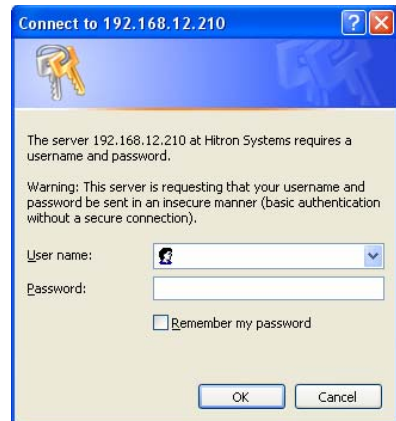 Connect to 192.168.12.210
The server 192.168.12.210 at Hitron Systems requires a
username and password.
Warning: This server is requesting that your username and
password be sent in an insecure manner (basic authentication
without a secure connection).
User name:
Password:
Remember my password
OK Cancel